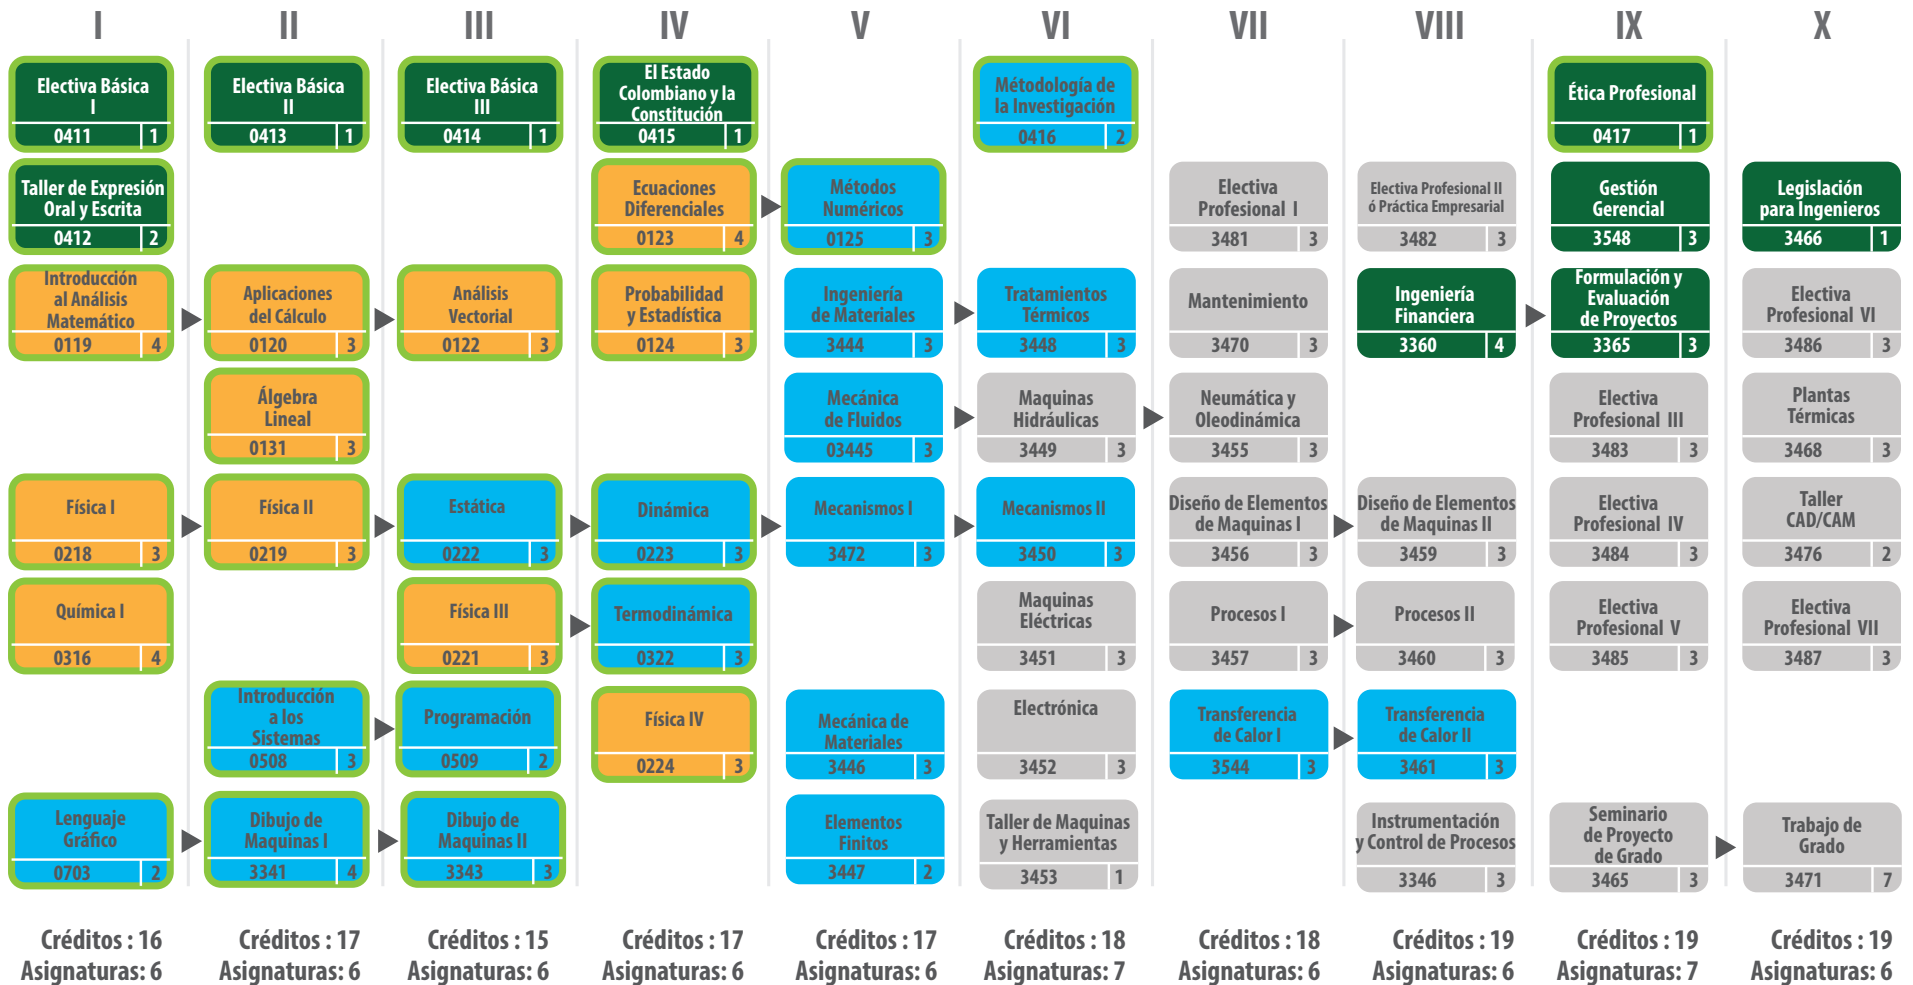 I II III IV V VI VII VIII IX X
Electiva Básica
I
0411 1
Electiva Básica
II
0413 1
Electiva Básica
III
0414 1
El Estado
Colombiano y la
Constitución
0415 1
Métodología de
la Investigación
0416 2
Ética Profesional
0417 1
Taller de Expresión
Oral y Escrita
0412 2
Ecuaciones
Diferenciales
0123 4
Métodos
Numéricos
0125 3
Electiva
Profesional I
3481 3
Electiva Profesional II
ó Práctica Empresarial
3482 3
Gestión
Gerencial
3548 3
Legislación
para Ingenieros
3466 1
Introducción
al Análisis
Matemático
0119 4
Aplicaciones
del Cálculo
0120 3
Análisis
Vectorial
0122 3
Probabilidad
y Estadística
0124 3
Ingeniería
de Materiales
3444 3
Tratamientos
Térmicos
3448 3
Mantenimiento
3470 3
Ingeniería
Financiera
3360 4
Formulación y
Evaluación
de Proyectos
3365 3
Electiva
Profesional VI
3486 3
Álgebra
Lineal
0131 3
Mecánica
de Fluidos
03445 3
Maquinas
Hidráulicas
3449 3
Neumática y
Oleodinámica
3455 3
Electiva
Profesional III
3483 3
Plantas
Térmicas
3468 3
Física I
0218 3
Física II
0219 3
Estática
0222 3
Dinámica
0223 3
Mecanismos I
3472 3
Mecanismos II
3450 3
Diseño de Elementos
de Maquinas I
3456 3
Diseño de Elementos
de Maquinas II
3459 3
Electiva
Profesional IV
3484 3
Taller
CAD/CAM
3476 2
Química I
0316 4
Física III
0221 3
Termodinámica
0322 3
Maquinas
Eléctricas
3451 3
Procesos I
3457 3
Procesos II
3460 3
Electiva
Profesional V
3485 3
Electiva
Profesional VII
3487 3
Introducción
a los
Sistemas
0508 3
Programación
0509 2
Física IV
0224 3
Mecánica de
Materiales
3446 3
Electrónica
3452 3
Transferencia
de Calor I
3544 3
Transferencia
de Calor II
3461 3
Lenguaje
Gráfico
0703 2
Dibujo de
Maquinas I
3341 4
Dibujo de
Maquinas II
3343 3
Elementos
Finitos
3447 2
Taller de Maquinas
y Herramientas
3453 1
Instrumentación
y Control de Procesos
3346 3
Seminario
de Proyecto
de Grado
3465 3
Trabajo de
Grado
3471 7
Créditos : 16
Asignaturas: 6
Créditos : 17
Asignaturas: 6
Créditos : 15
Asignaturas: 6
Créditos : 17
Asignaturas: 6
Créditos : 17
Asignaturas: 6
Créditos : 18
Asignaturas: 7
Créditos : 18
Asignaturas: 6
Créditos : 19
Asignaturas: 6
Créditos : 19
Asignaturas: 7
Créditos : 19
Asignaturas: 6